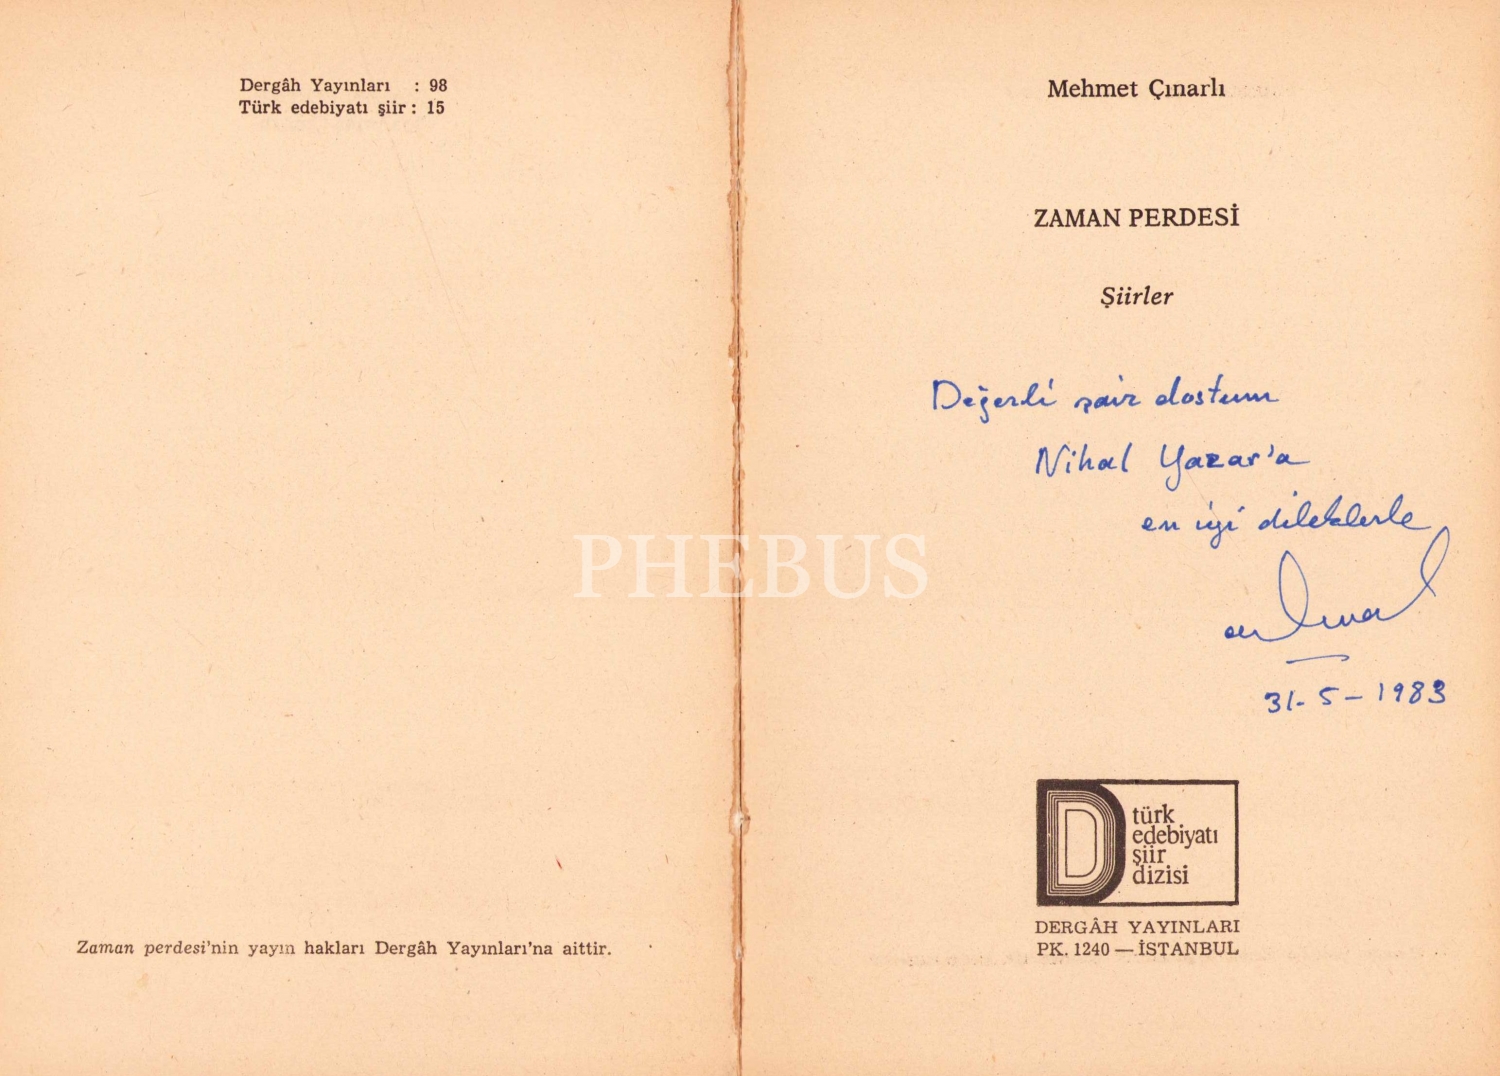 Dergâh Yayınları : 98
Türk edebiyatı şiir : 15
Zaman perdesi'nin yayın hakları Dergâh Yayınları'na aittir.
Mehmet Çınarlı
ZAMAN PERDESİ
Şiirler
Değerli şair dostum
Nihal Yazar'a
en iyi dileklerle
31-5-1983
türk
edebiyatı
şiir
dizisi
DERGÂH YAYINLARI
PK. 1240 — İSTANBUL
PHEBUS